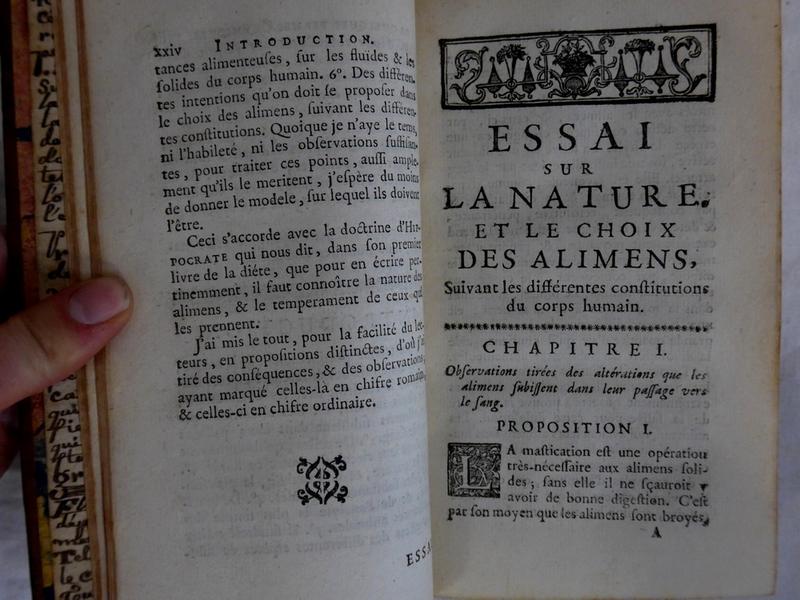 xxiv INTRODUCTION.
tances alimenteuſes, ſur les fluides & les
ſolides du corps humain. 6º. Des différen-
tes intentions qu'on doit ſe propoſer dans
le choix des alimens, ſuivant les différen-
tes conſtitutions. Quoique je n'aye le tems,
ni l'habileté, ni les obſervations ſuffiſan-
tes, pour traiter ces points, auſſi ample-
ment qu'ils le meritent, j'eſpère du moins
de donner le modele, ſur lequel ils doivent
l'être.
Ceci s'accorde avec la doctrine d'HIP-
POCRATE qui nous dit, dans ſon premier
livre de la diéte, que pour en écrire per-
tinemment, il faut connoître la nature des
alimens, & le temperament de ceux qui
les prennent.
J'ai mis le tout, pour la facilité du lec-
teurs, en propoſitions diſtinctes, d'où j'ai
tiré des conſéquences, & des obſervations,
ayant marqué celles-là en chifre romain,
& celles-ci en chifre ordinaire.
ESSAI
SUR
LA NATURE,
ET LE CHOIX
DES ALIMENS,
Suivant les différentes conſtitutions
du corps humain.
CHAPITRE I.
Obſervations tirées des altérations que les
alimens ſubiſſent dans leur paſſage vers
le ſang.
PROPOSITION I.
LA maſtication eſt une opération
très-néceſſaire aux alimens ſoli-
des; ſans elle il ne ſçauroit y
avoir de bonne digeſtion. C'eſt
par ſon moyen que les alimens ſont broyés,
A